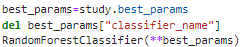 best_params=study.best_params
del best_params["classifier_name"]
RandomForestClassifier(**best_params)